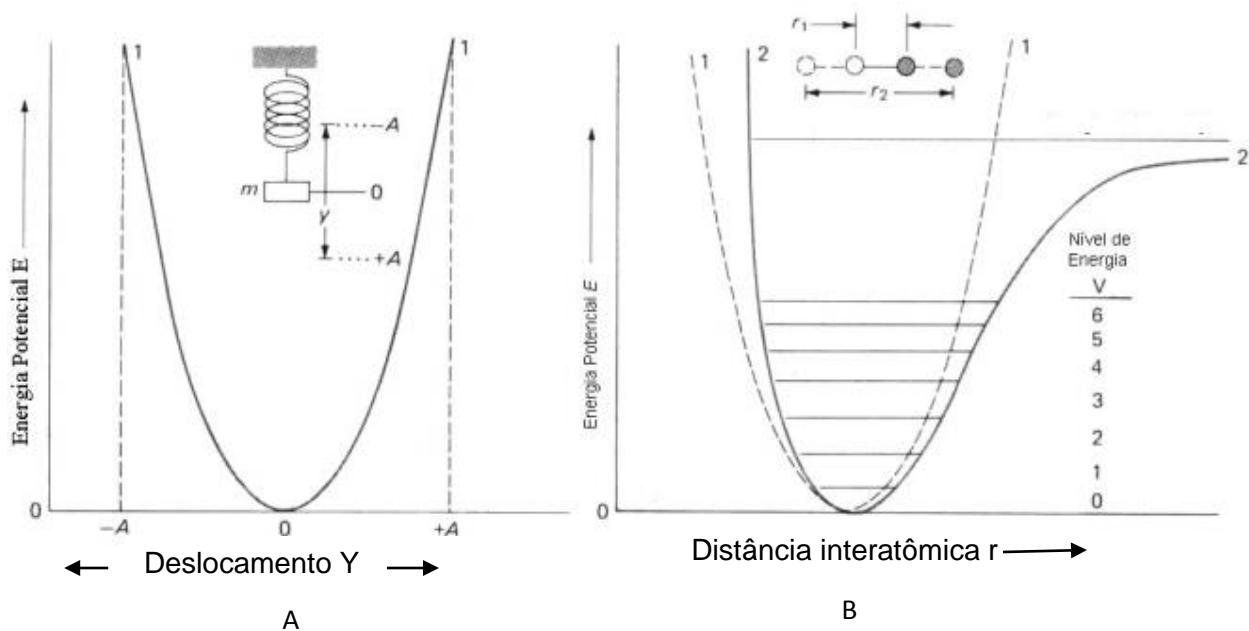 Energia Potencial E
0
1
1
-A
0
+A
m
y
-A
0
+A
Deslocamento Y
A
Energia Potencial E
0
1
2
r₁
r₂
1
2
Nível de
Energia
V
6
5
4
3
2
1
0
Distância interatômica r
B